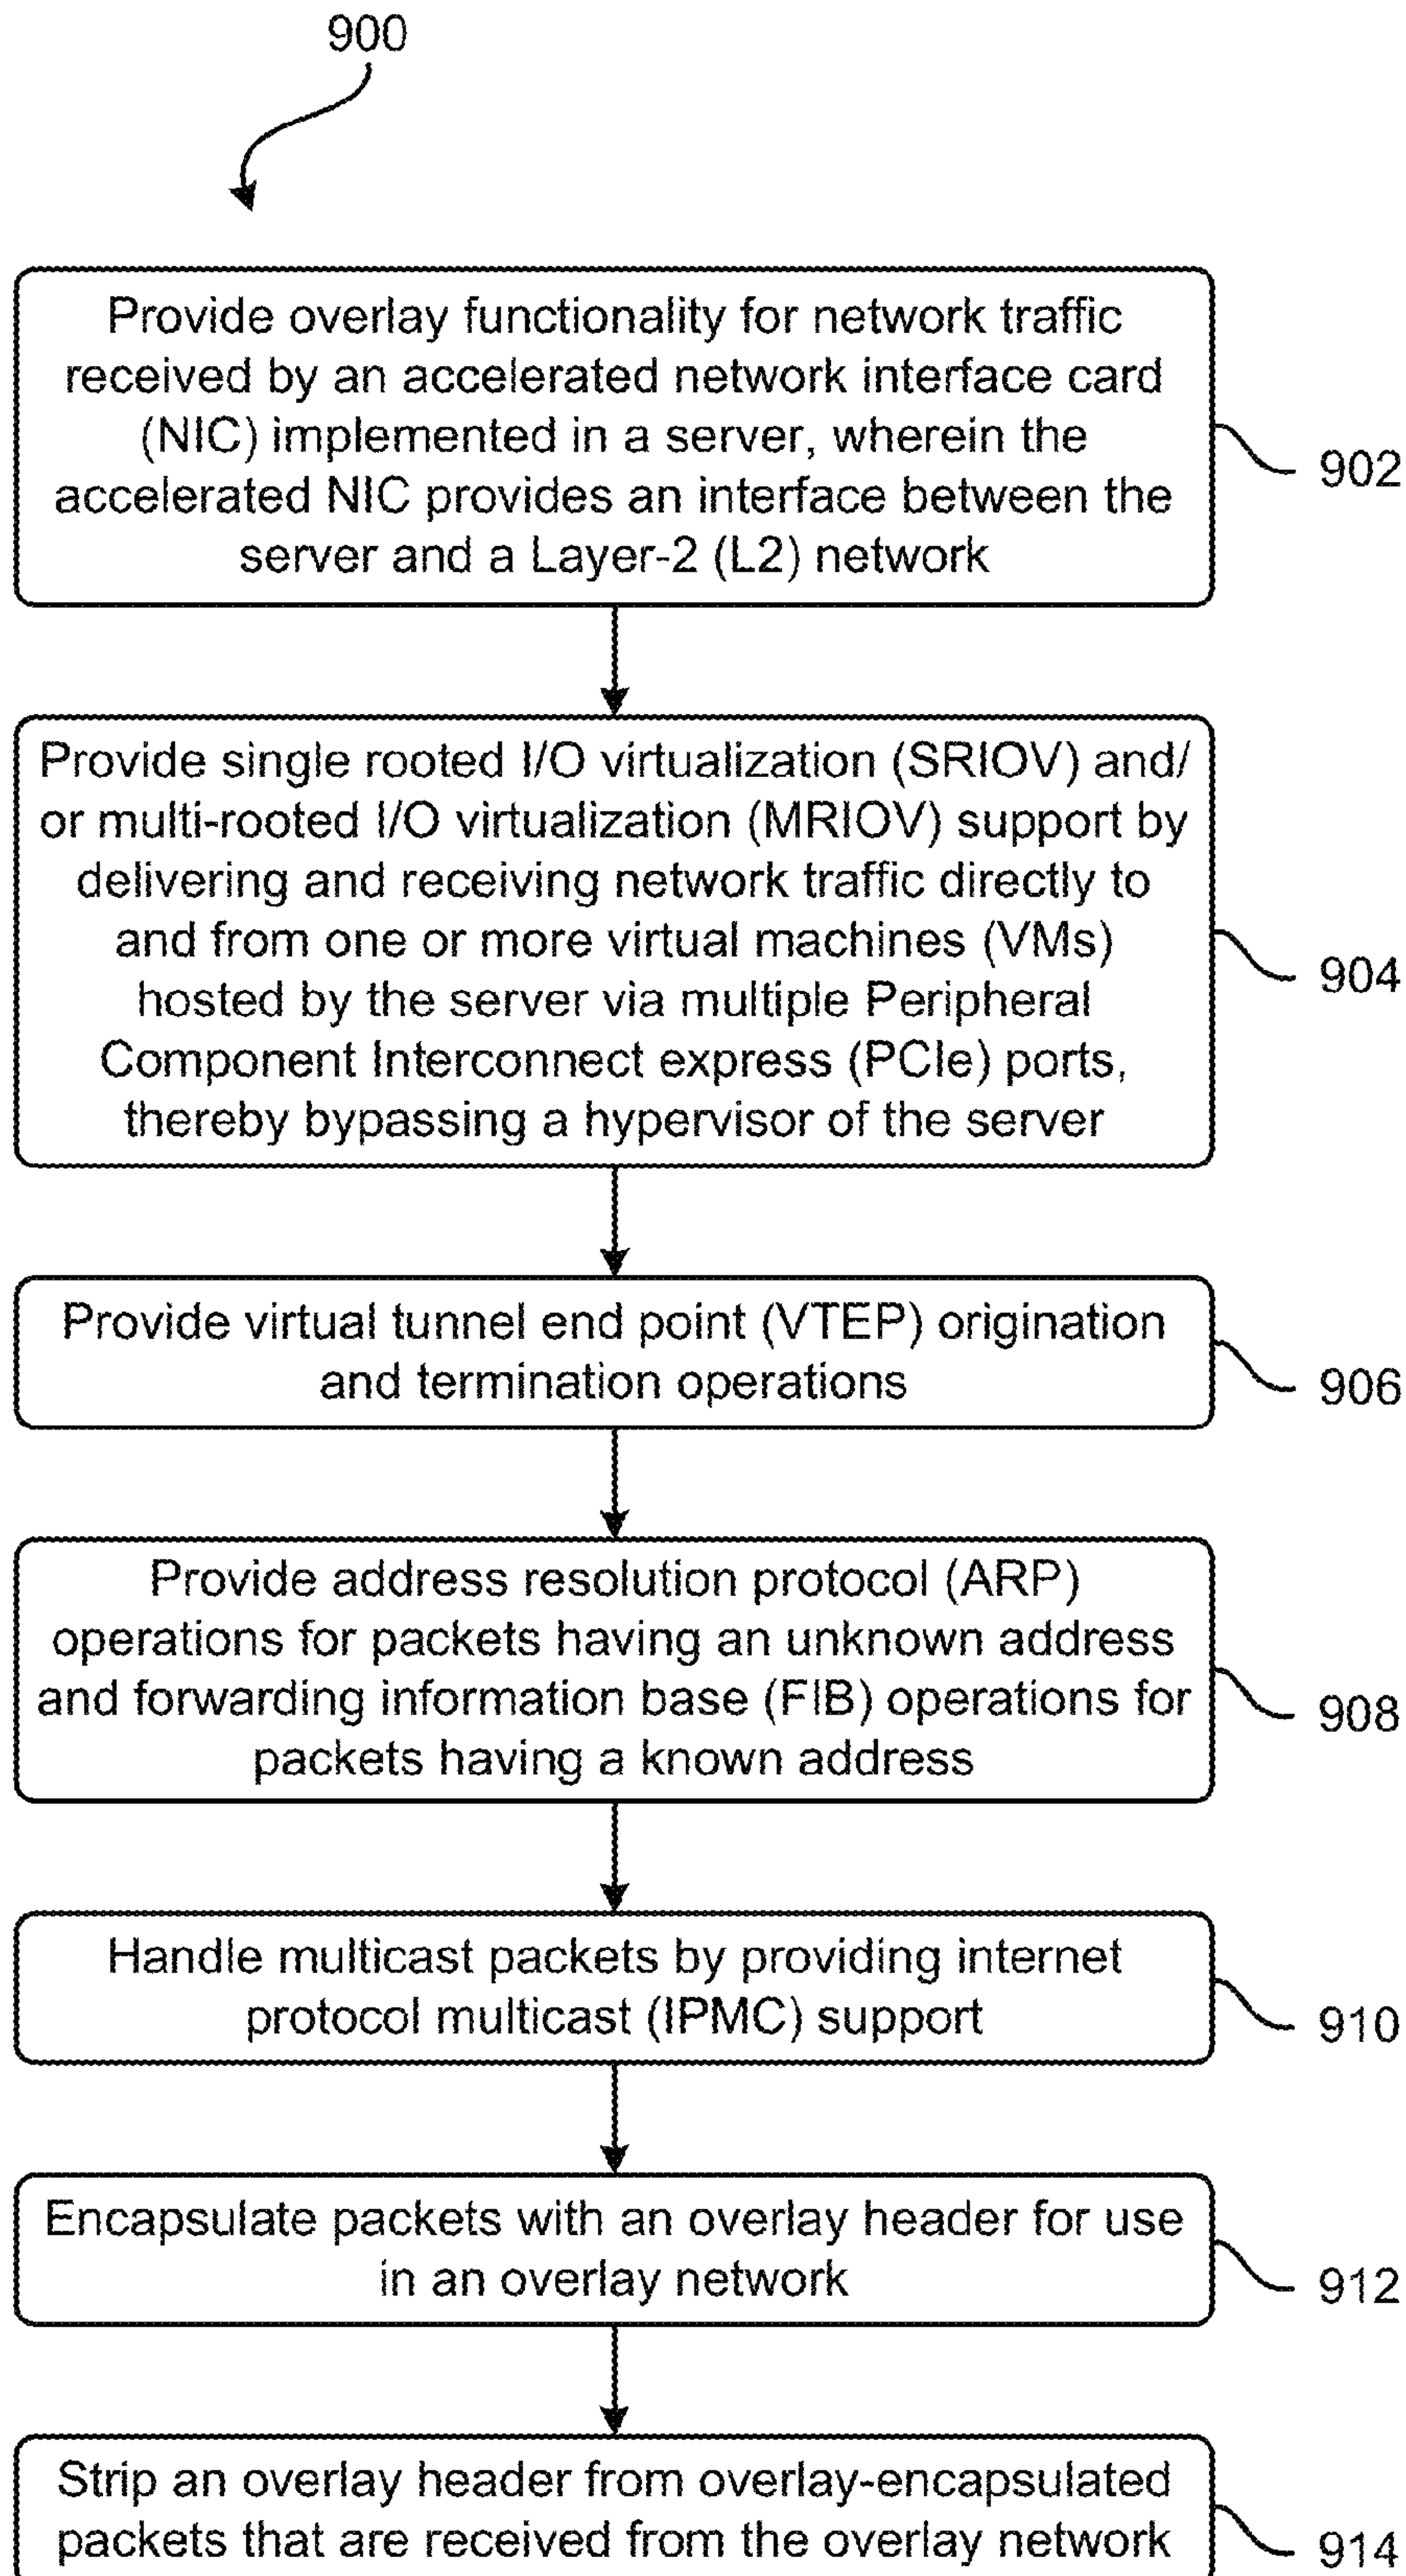 900
Provide overlay functionality for network traffic
received by an accelerated network interface card
(NIC) implemented in a server, wherein the
accelerated NIC provides an interface between the
server and a Layer-2 (L2) network
902
Provide single rooted I/O virtualization (SRIOV) and/
or multi-rooted I/O virtualization (MRIOV) support by
delivering and receiving network traffic directly to
and from one or more virtual machines (VMs)
hosted by the server via multiple Peripheral
Component Interconnect express (PCIe) ports,
thereby bypassing a hypervisor of the server
904
Provide virtual tunnel end point (VTEP) origination
and termination operations
906
Provide address resolution protocol (ARP)
operations for packets having an unknown address
and forwarding information base (FIB) operations for
packets having a known address
908
Handle multicast packets by providing internet
protocol multicast (IPMC) support
910
Encapsulate packets with an overlay header for use
in an overlay network
912
Strip an overlay header from overlay-encapsulated
packets that are received from the overlay network
914